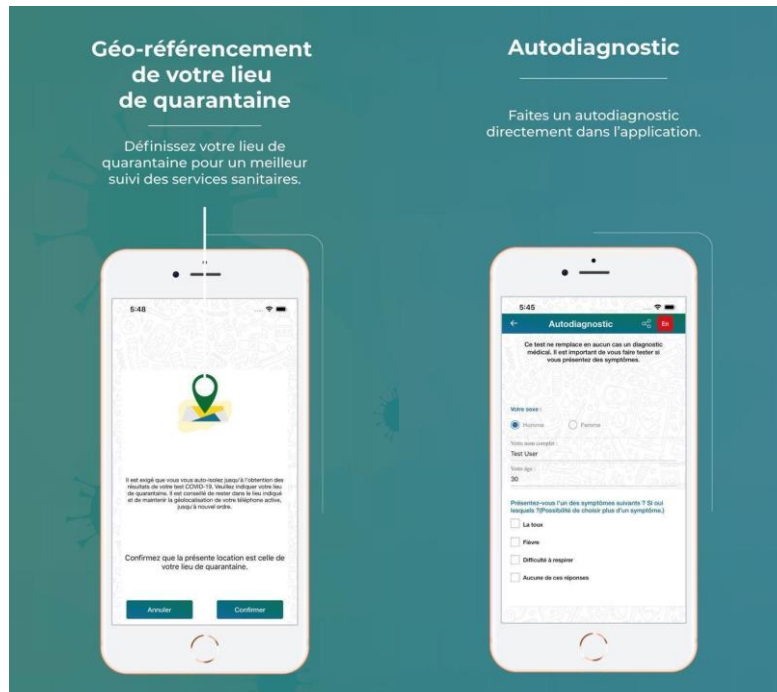 Géo-référencement
de votre lieu
de quarantaine
Définissez votre lieu de
quarantaine pour un meilleur
suivi des services sanitaires.
5:48
Il est exigé que vous vous auto-isolez jusqu'à l'obtention des
résultats de votre test COVID-19. Veuillez indiquer votre lieu
de quarantaine. Il est conseillé de rester dans le lieu indiqué
et de maintenir la géolocalisation de votre téléphone active,
jusqu'à nouvel ordre.
Confirmez que la présente location est celle de
votre lieu de quarantaine.
Annuler
Confirmer
Autodiagnostic
Faites un autodiagnostic
directement dans l'application.
5:45
Autodiagnostic
En
Ce test ne remplace en aucun cas un diagnostic
médical. Il est important de vous faire tester si
vous présentez des symptômes.
Votre sexe :
Homme
Femme
Votre nom complet :
Test User
Votre âge :
30
Présentez-vous l'un des symptômes suivants ? Si oui
lesquels ?(Possibilité de choisir plus d'un symptôme.)
La toux
Fièvre
Difficulté à respirer
Aucune de ces réponses